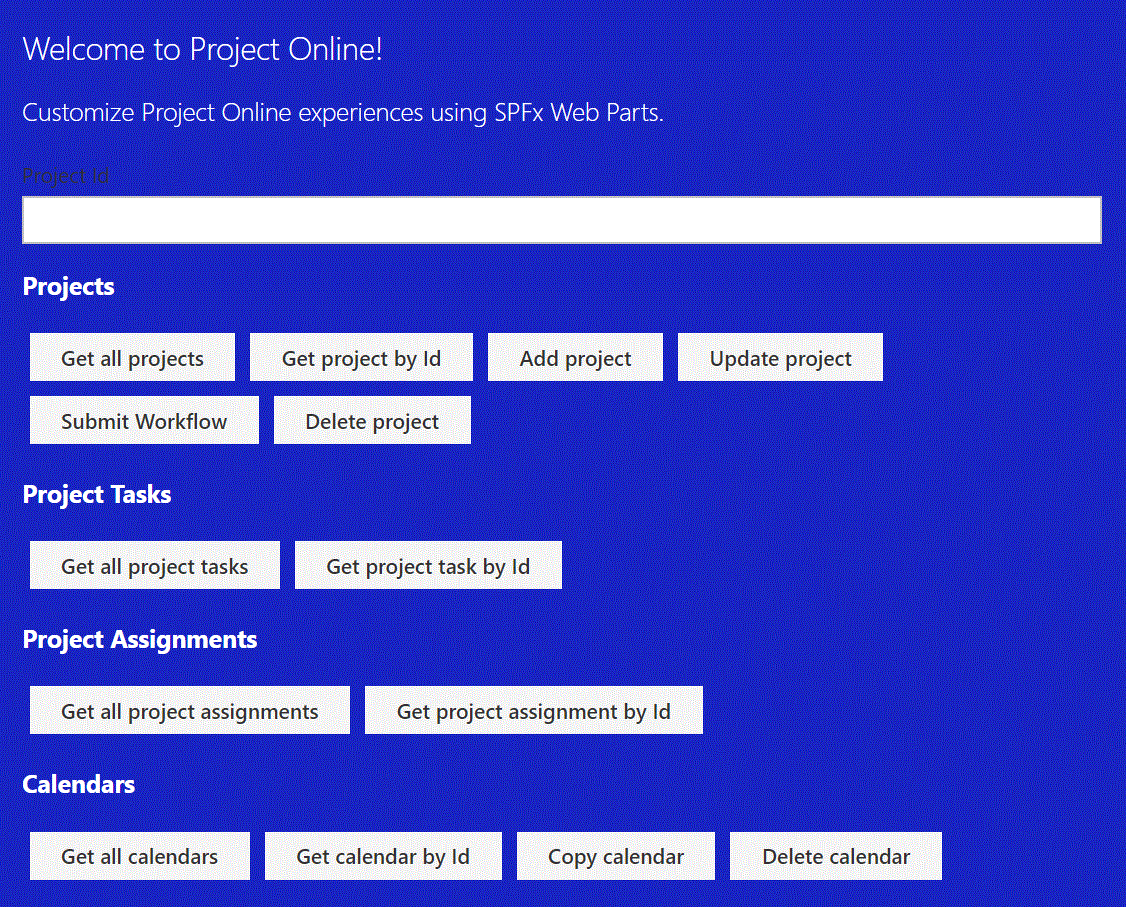 Welcome to Project Online!
Customize Project Online experiences using SPFx Web Parts.
Project Id
Projects
Get all projects
Get project by Id
Add project
Update project
Submit Workflow
Delete project
Project Tasks
Get all project tasks
Get project task by Id
Project Assignments
Get all project assignments
Get project assignment by Id
Calendars
Get all calendars
Get calendar by Id
Copy calendar
Delete calendar